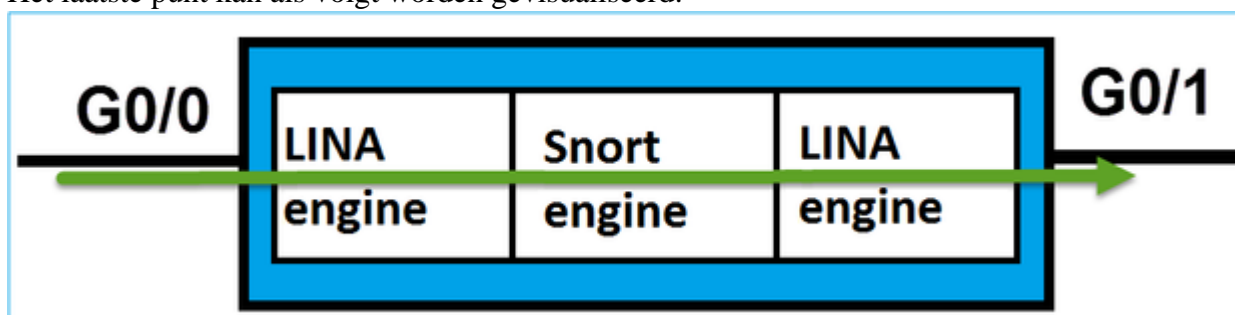 Het laatste punt kan als volgt worden gevisualiseerd:
G0/0
G0/1
LINA
engine
Snort
engine
LINA
engine